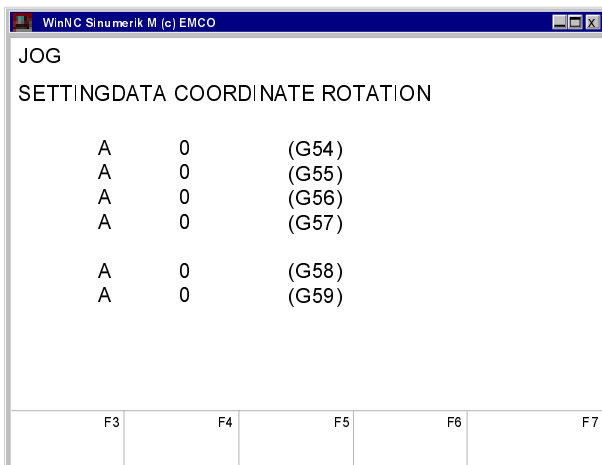 WinNC Sinumerik M (c) EMCO
JOG
SETTINGDATA COORDINATE ROTATION
A 0 (G54)
A 0 (G55)
A 0 (G56)
A 0 (G57)
A 0 (G58)
A 0 (G59)
F3 F4 F5 F6 F7